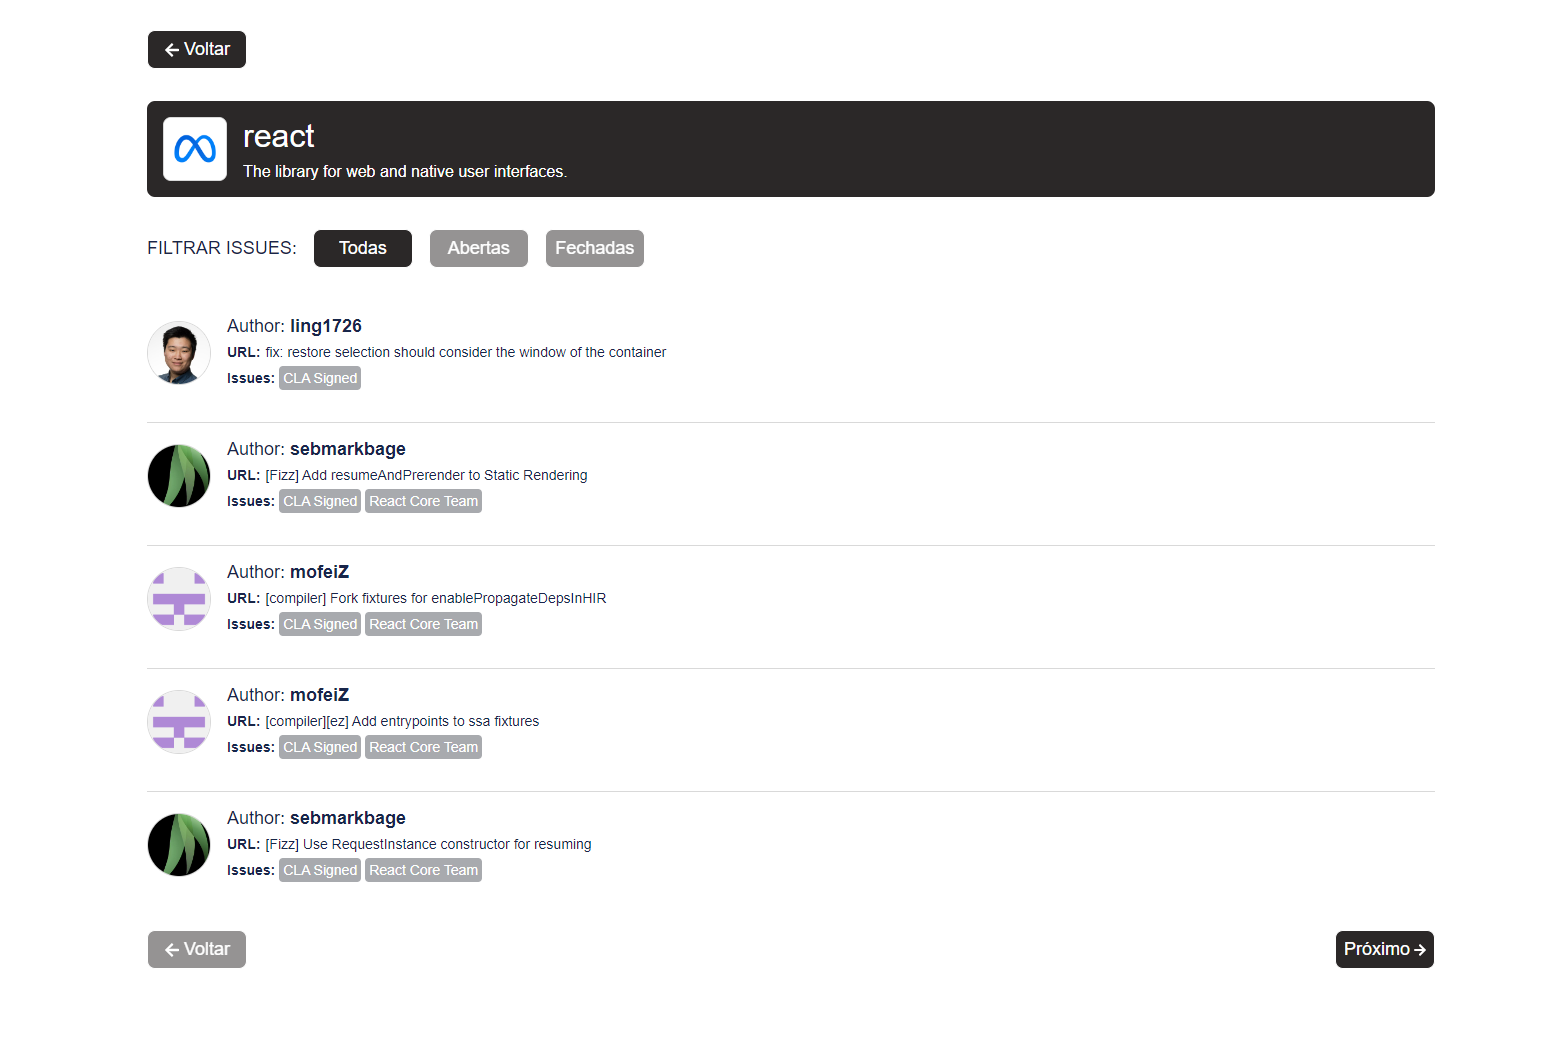 ← Voltar
react
The library for web and native user interfaces.
FILTRAR ISSUES: Todas Abertas Fechadas
Author: ling1726
URL: fix: restore selection should consider the window of the container
Issues: CLA Signed
Author: sebmarkbage
URL: [Fizz] Add resumeAndPrerender to Static Rendering
Issues: CLA Signed React Core Team
Author: mofeiZ
URL: [compiler] Fork fixtures for enablePropagateDepsInHIR
Issues: CLA Signed React Core Team
Author: mofeiZ
URL: [compiler][ez] Add entrypoints to ssa fixtures
Issues: CLA Signed React Core Team
Author: sebmarkbage
URL: [Fizz] Use RequestInstance constructor for resuming
Issues: CLA Signed React Core Team
← Voltar Próximo →